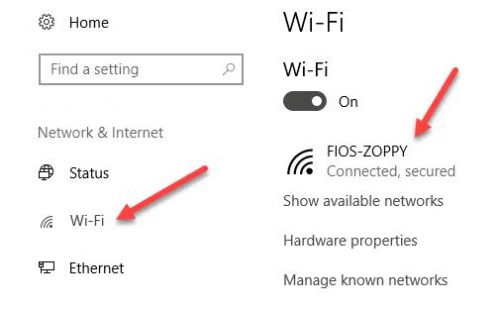 Home
Find a setting
Network & Internet
Status
Wi-Fi
Ethernet
Wi-Fi
Wi-Fi
On
FIOS-ZOPPY
Connected, secured
Show available networks
Hardware properties
Manage known networks